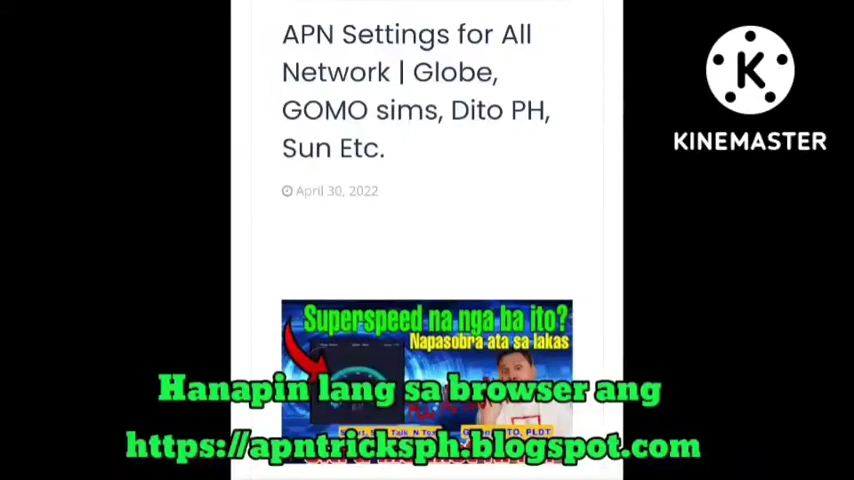 APN Settings for All
Network | Globe,
GOMO sims, Dito PH,
Sun Etc.
April 30, 2022
KINEMASTER
Superspeed na nga ba ito?
Napasobra ata sa lakas
Hanapin lang sa browser ang
https://apntricksph.blogspot.com